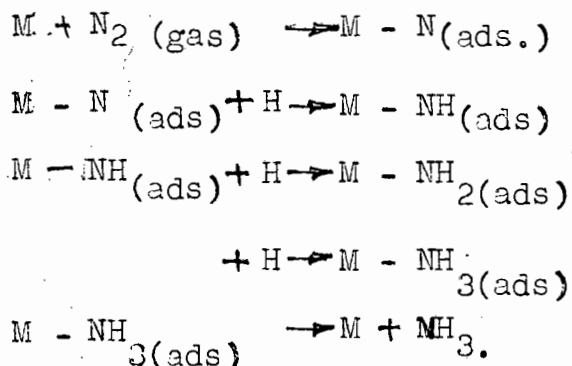 M + N₂ (gas) → M - N(ads.)
M - N (ads) + H → M - NH(ads)
M - NH(ads) + H → M - NH₂(ads)
+ H → M - NH₃(ads)
M - NH₃(ads) → M + NH₃.